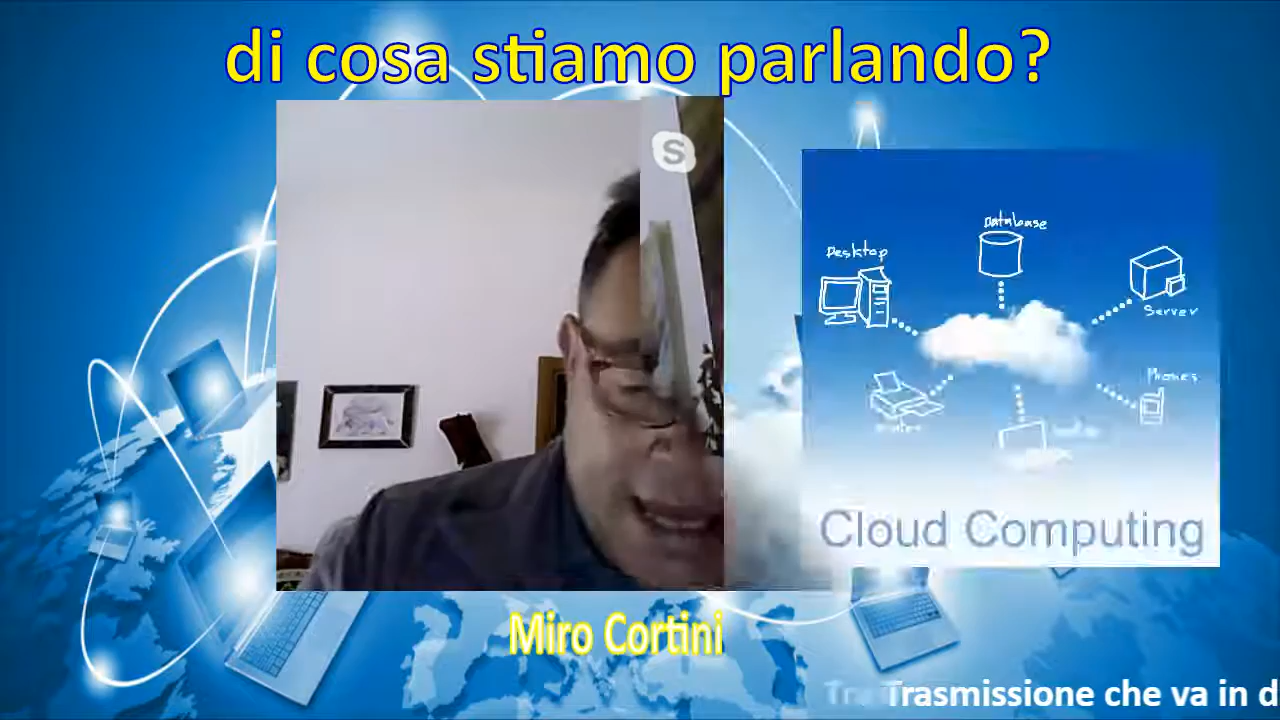 di cosa stiamo parlando?
S
Database
Desktop
Server
Phones
Cloud Computing
Miro Cortini
Trasmissione che va in d